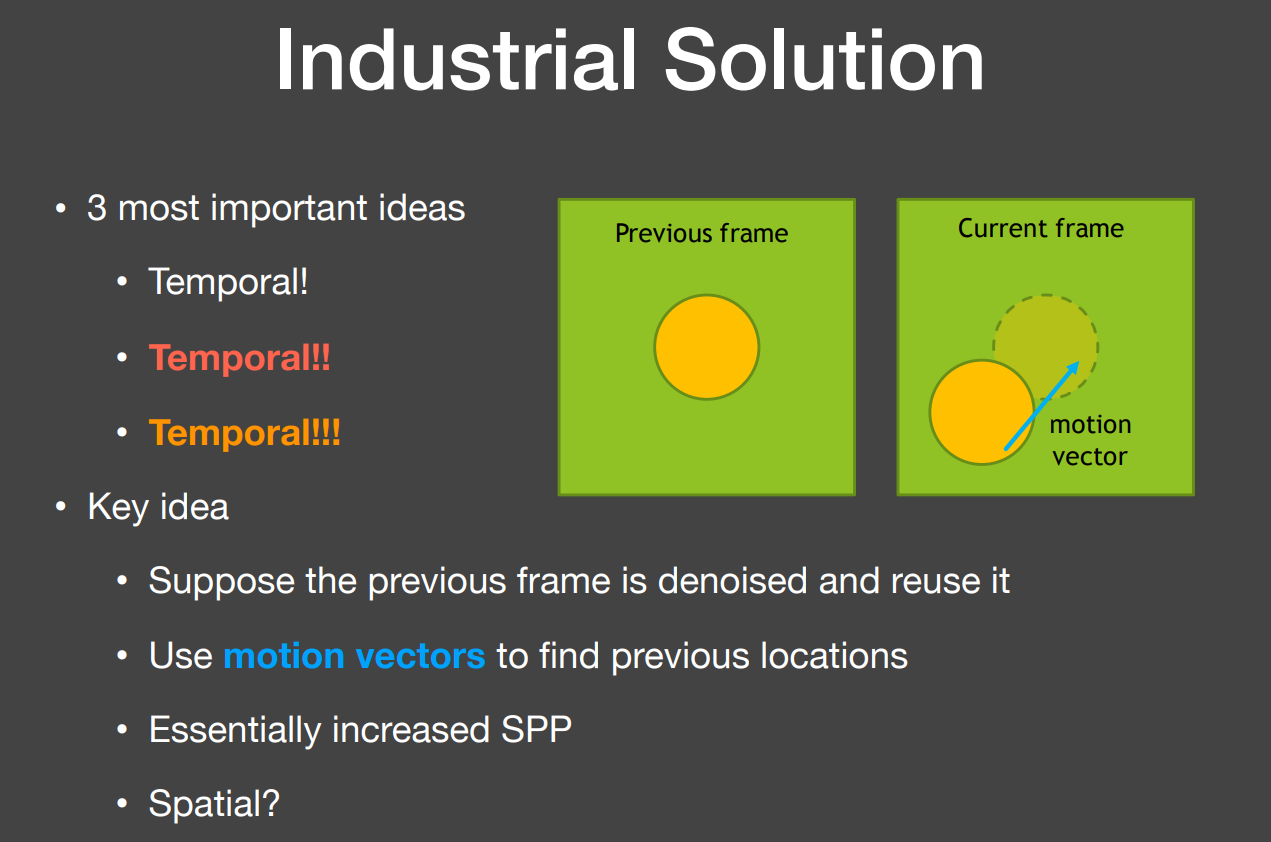 Industrial Solution
• 3 most important ideas
• Temporal!
• Temporal!!
• Temporal!!!
• Key idea
• Suppose the previous frame is denoised and reuse it
• Use motion vectors to find previous locations
• Essentially increased SPP
• Spatial?
Previous frame
Current frame
motion
vector